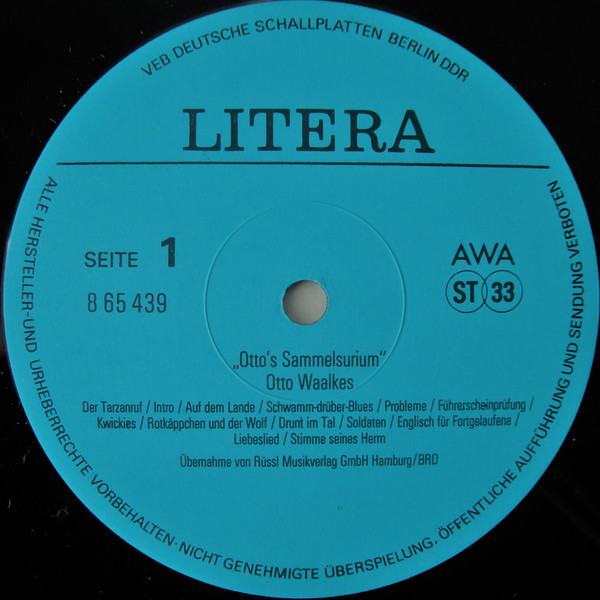 VEB DEUTSCHE SCHALLPLATTEN BERLIN DDR
LITERA
SEITE 1
8 65 439
AWA
ST 33
„Otto's Sammelsurium“
Otto Waalkes
Der Tarzanruf / Intro / Auf dem Lande / Schwamm-drüber-Blues / Probleme / Führerscheinprüfung /
Kwickies / Rotkäppchen und der Wolf / Drunt im Tal / Soldaten / Englisch für Fortgelaufene /
Liebeslied / Stimme seines Herrn
Übernahme von Rüssl Musikverlag GmbH Hamburg/BRD
ALLE HERSTELLER-UND URHEBERRECHTE VORBEHALTEN·NICHT GENEHMIGTE ÜBERSPIELUNG, ÖFFENTLICHE AUFFÜHRUNG UND SENDUNG VERBOTEN